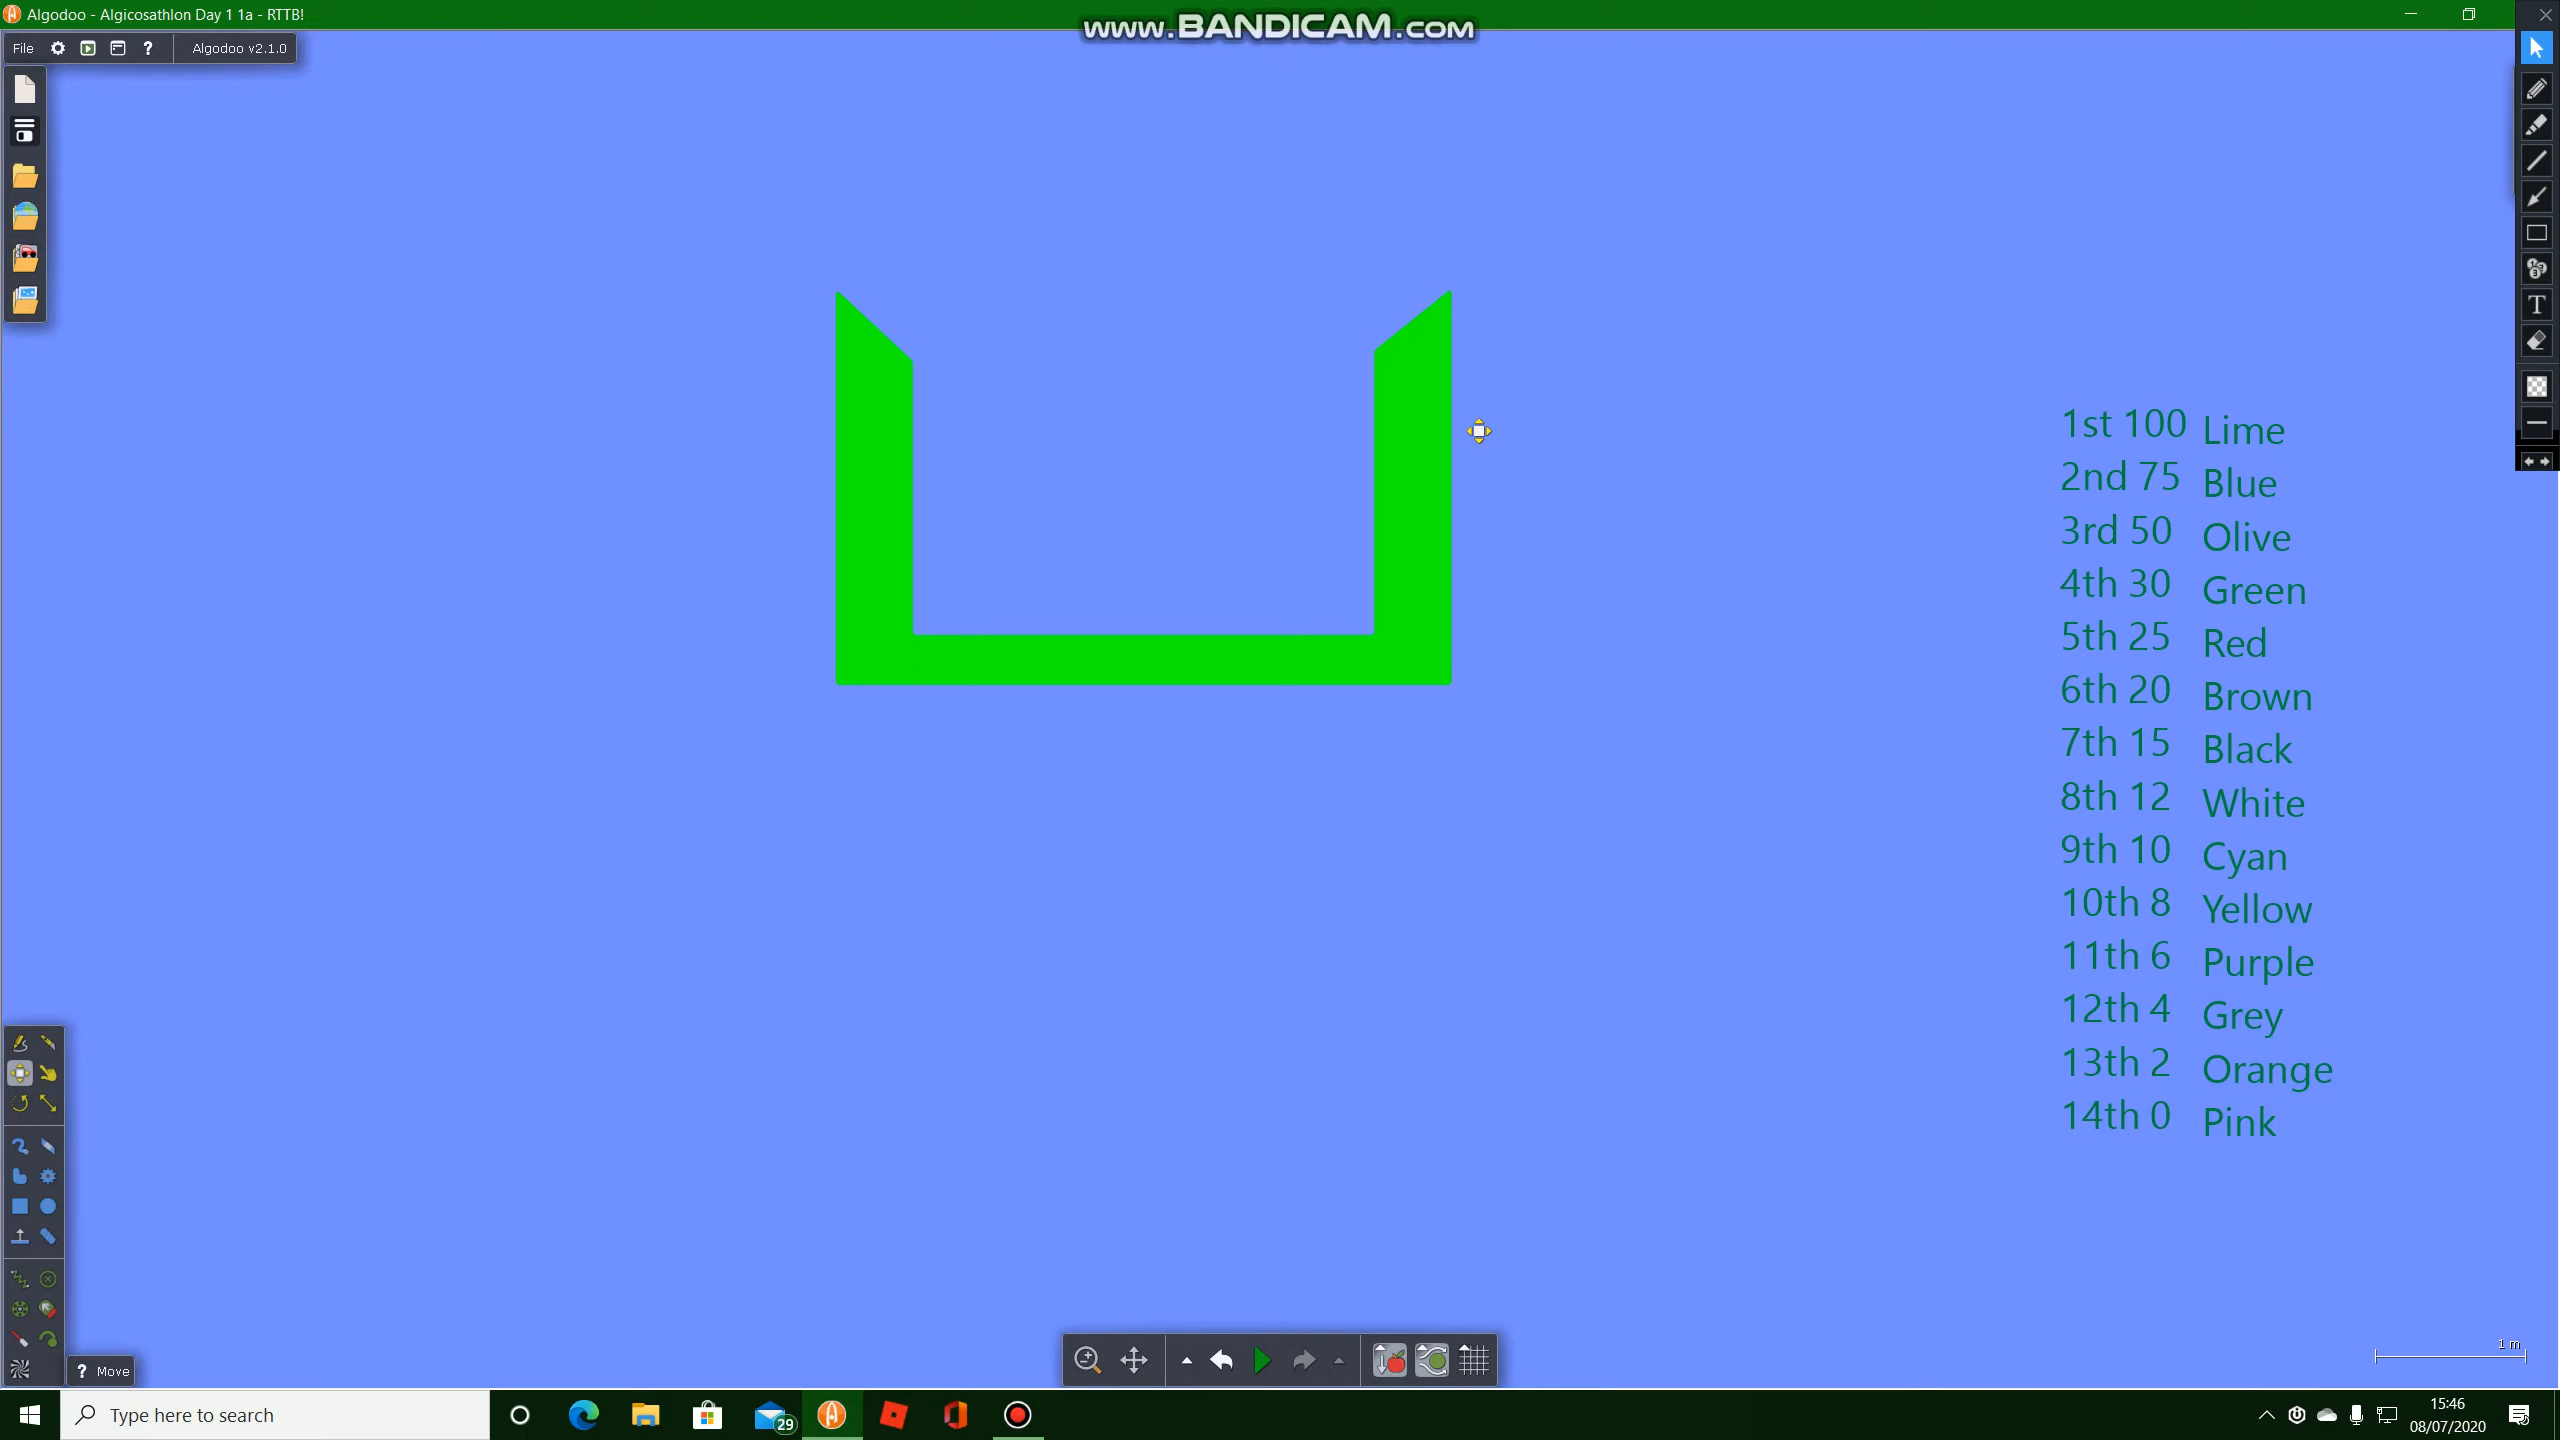 Algodoo - Algicosathlon Day 1 1a - RTTB!
www.BANDICAM.com
File ? Algodoo v2.1.0
1st 100 Lime
2nd 75 Blue
3rd 50 Olive
4th 30 Green
5th 25 Red
6th 20 Brown
7th 15 Black
8th 12 White
9th 10 Cyan
10th 8 Yellow
11th 6 Purple
12th 4 Grey
13th 2 Orange
14th 0 Pink
1 m
? Move
Type here to search
29
15:46
08/07/2020